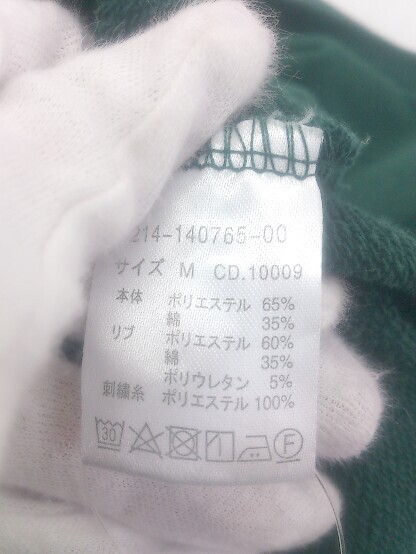 214-140765-00
サイズ M CD.10009
本体 ポリエステル 65%
綿 35%
リブ ポリエステル 60%
綿 35%
ポリウレタン 5%
刺繍糸 ポリエステル 100%
30 F